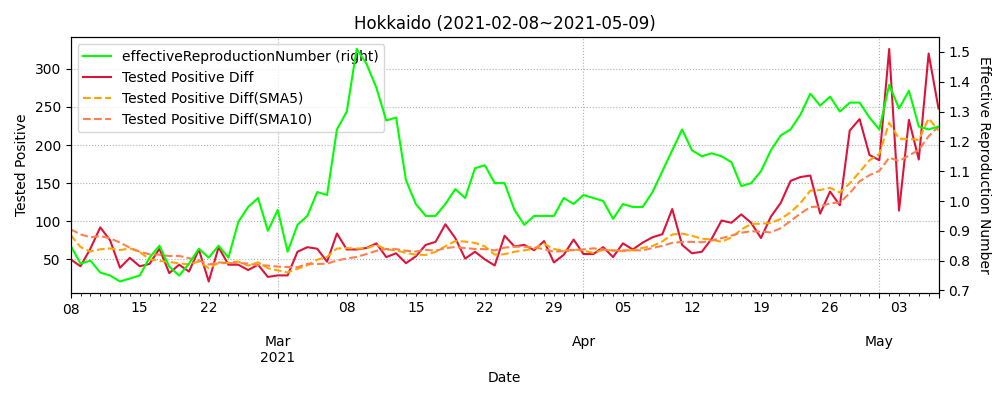 Hokkaido (2021-02-08~2021-05-09)
effectiveReproductionNumber (right)
Tested Positive Diff
Tested Positive Diff(SMA5)
Tested Positive Diff(SMA10)
Tested Positive
300
250
200
150
100
50
1.5
1.4
1.3
1.2
1.1
1.0
0.9
0.8
0.7
Effective Reproduction Number
08 15 22 08 15 22 29 05 12 19 26 03
Mar Apr May
2021
Date